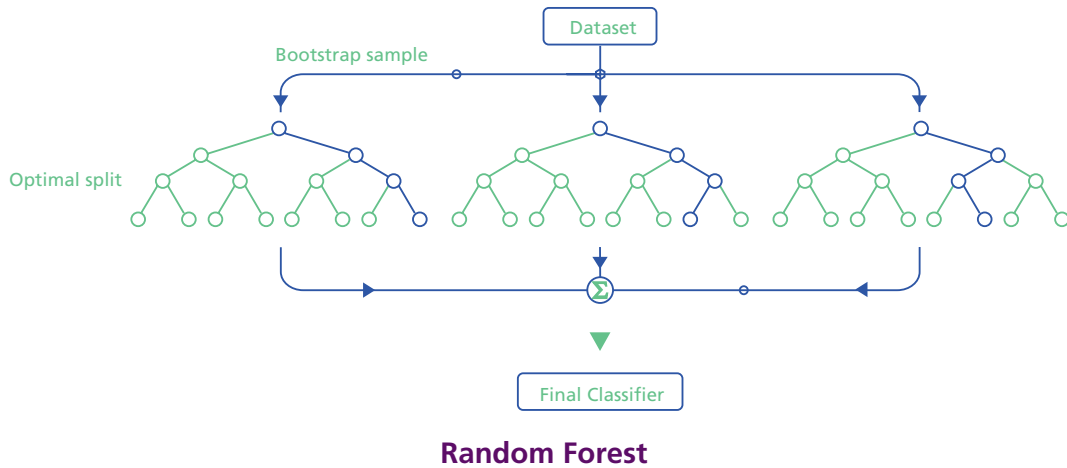 Dataset
Bootstrap sample
Optimal split
Σ
Final Classifier
Random Forest